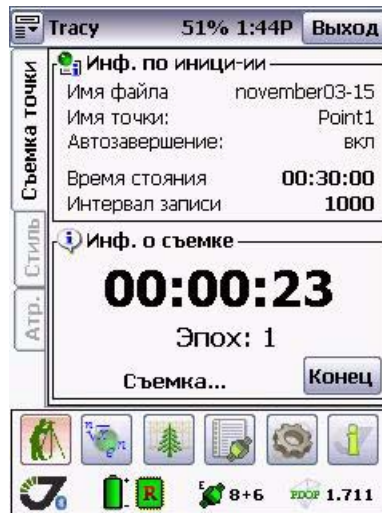 Tracy 51% 1:44P Выход
Съемка точки
Стиль
Атр.
Инф. по иници-ии
Имя файла november03-15
Имя точки: Point1
Автозавершение: вкл
Время стояния 00:30:00
Интервал записи 1000
Инф. о съемке
00:00:23
Эпох: 1
Съемка... Конец
n√x e n
0 R E 8+6 PDOP 1.711